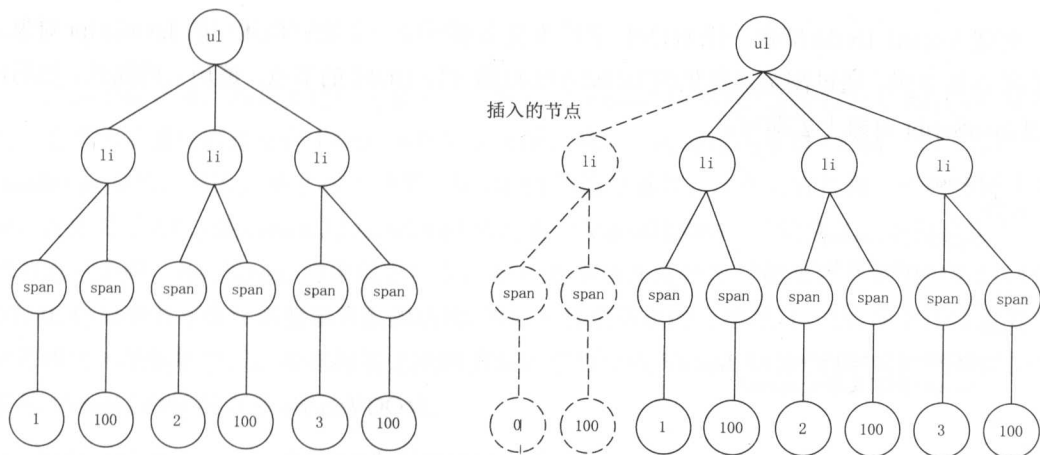 ul
ul
插入的节点
li li li
li li li li
span span span span span span
span span span span span span span span
1 100 2 100 3 100
0 100 1 100 2 100 3 100